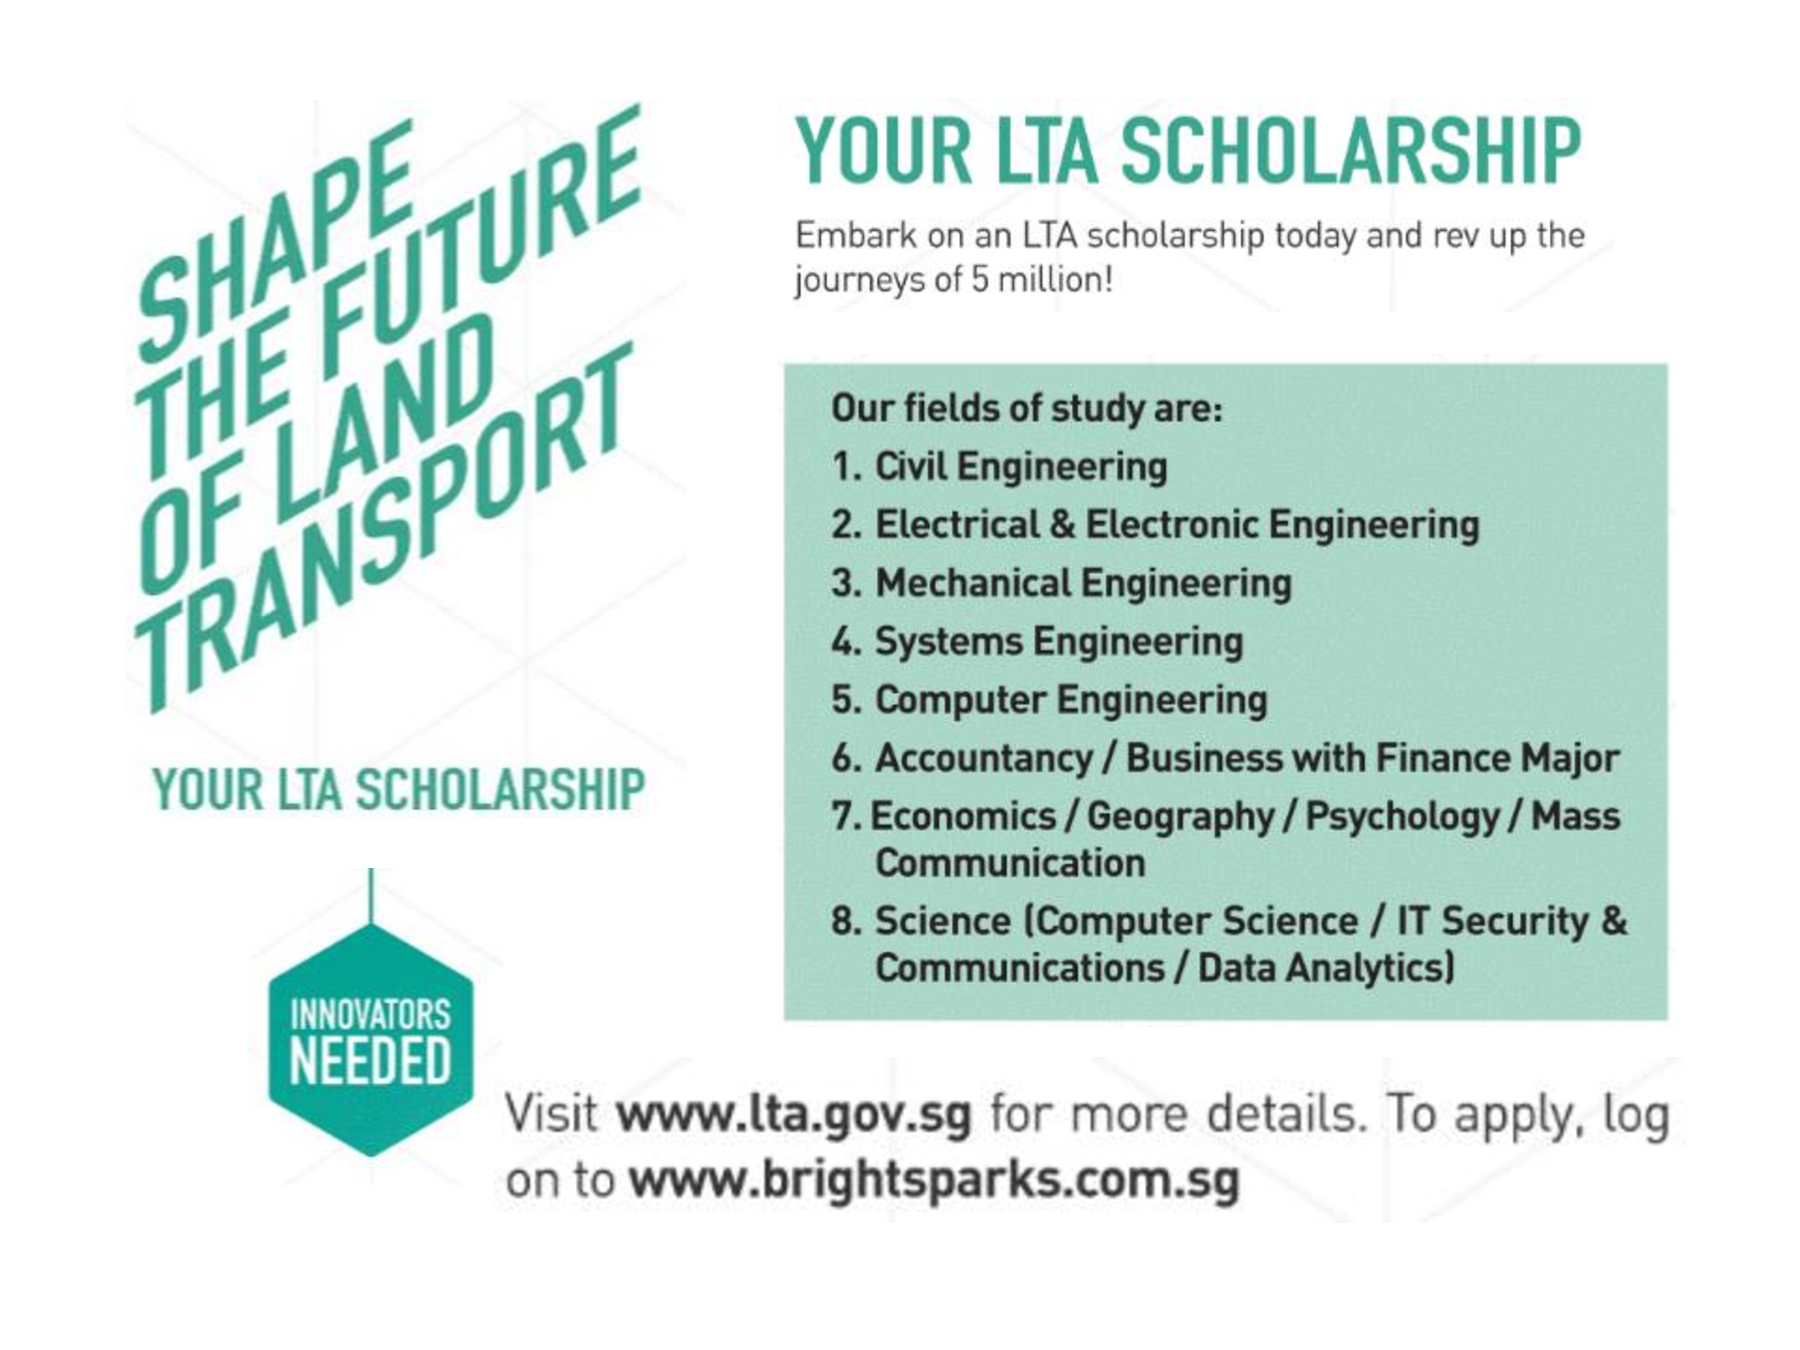 SHAPE
THE FUTURE
OF LAND
TRANSPORT
YOUR LTA SCHOLARSHIP
INNOVATORS
NEEDED
YOUR LTA SCHOLARSHIP
Embark on an LTA scholarship today and rev up the
journeys of 5 million!
Our fields of study are:
1. Civil Engineering
2. Electrical & Electronic Engineering
3. Mechanical Engineering
4. Systems Engineering
5. Computer Engineering
6. Accountancy / Business with Finance Major
7. Economics / Geography / Psychology / Mass
Communication
8. Science (Computer Science / IT Security &
Communications / Data Analytics)
Visit www.lta.gov.sg for more details. To apply, log
on to www.brightsparks.com.sg